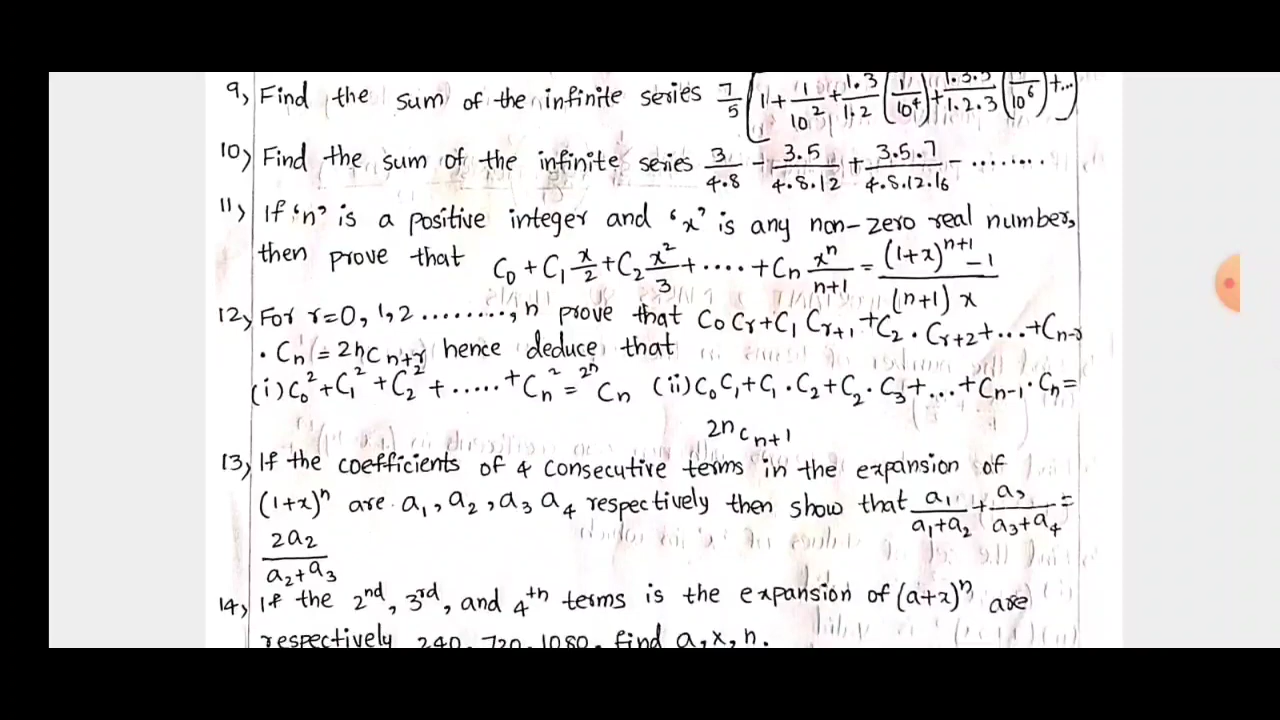 9, Find the sum of the infinite series 7/5 [1 + 1/10² + 1.3/1.2 (1/10⁴) + 1.3.5/1.2.3 (1/10⁶) + ...
10) Find the sum of the infinite series 3/4.8 - 3.5/4.8.12 + 3.5.7/4.8.12.16 - ........
11) If 'n' is a positive integer and 'x' is any non-zero real numbers,
then prove that C₀ + C₁ x/2 + C₂ x²/3 + .... + Cn xⁿ/n+1 = (1+x)ⁿ⁺¹ - 1 / (n+1) x
12, For r=0, 1, 2 ........., n prove that C₀ Cr + C₁ Cr+1 + C₂ . Cr+2 + ... + Cn-r
. Cn = 2n C n+r hence deduce that
(i) C₀² + C₁² + C₂² + ..... + Cn² = ²ⁿCn (ii) C₀C₁ + C₁ . C₂ + C₂ . C₃ + ... + Cn-1 . Cn =
2n C n+1
13, If the coefficients of 4 consecutive terms in the expansion of
(1+x)ⁿ are a₁, a₂, a₃ a₄ respectively then show that a₁/a₁+a₂ + a₃/a₃+a₄ =
2a₂/a₂+a₃
14, If the 2nd, 3rd, and 4th terms is the expansion of (a+x)ⁿ are
respectively 240, 720, 1080. find a, x, n.